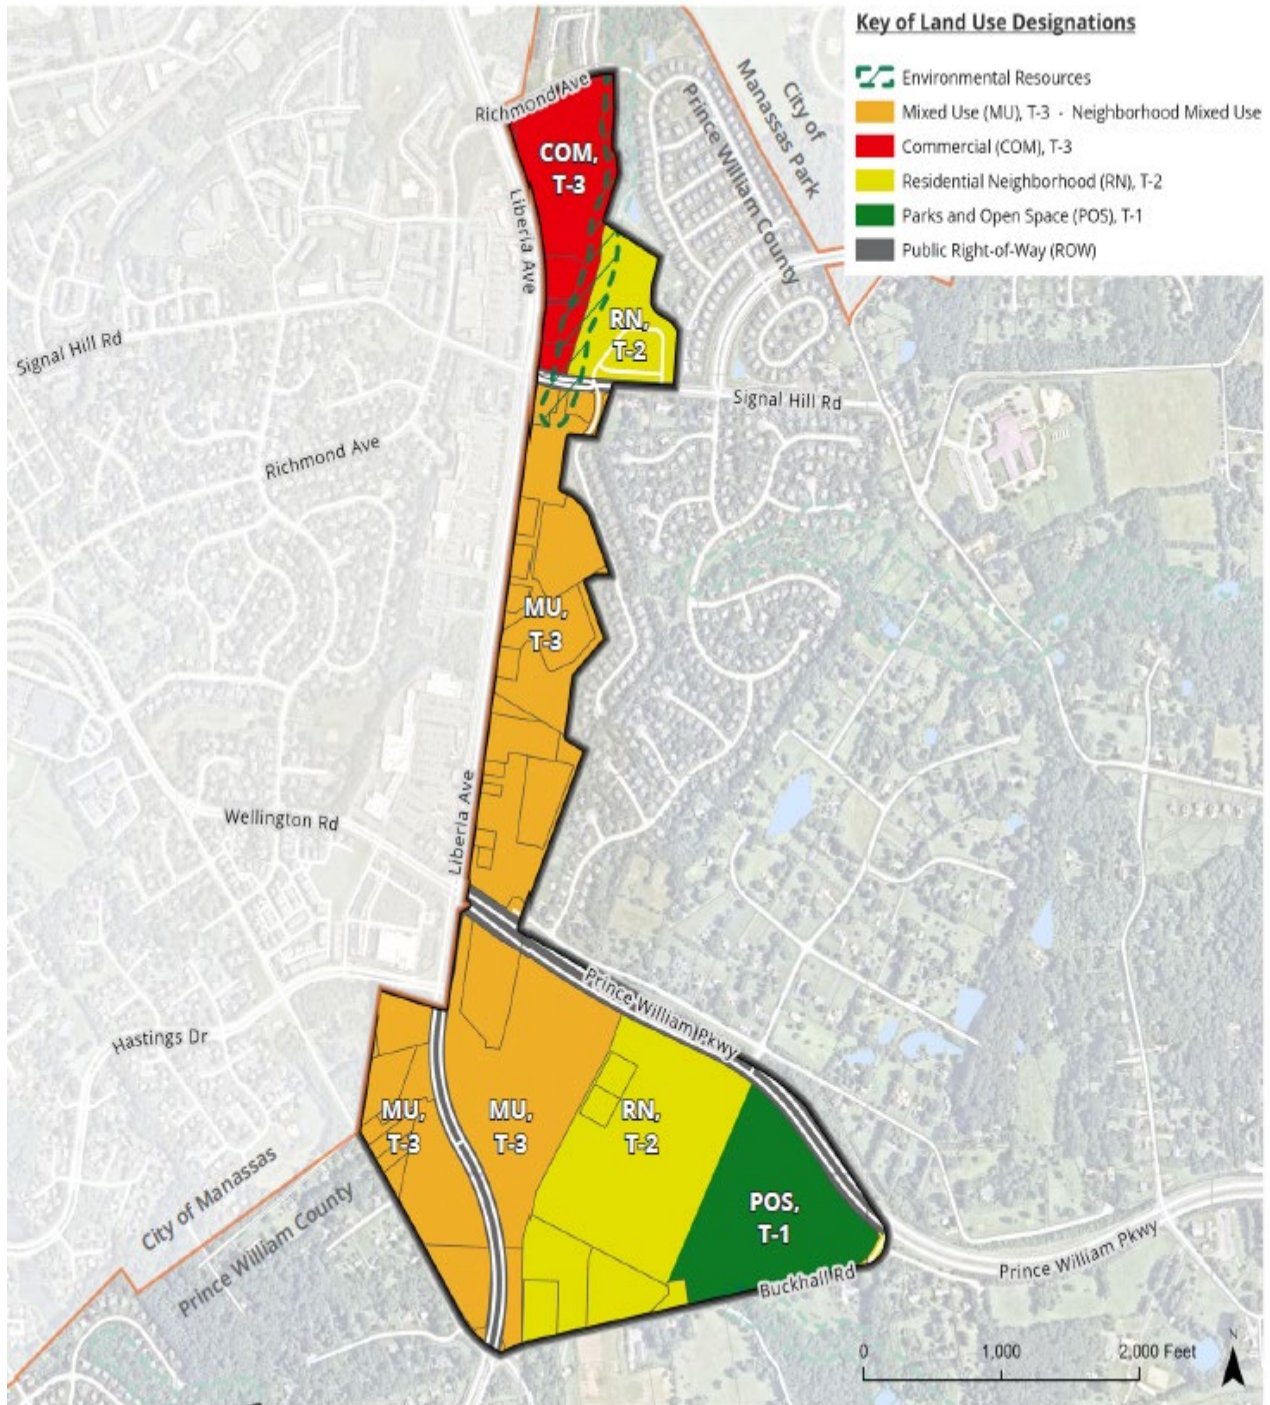 Key of Land Use Designations
Environmental Resources
Mixed Use (MU), T-3 - Neighborhood Mixed Use
Commercial (COM), T-3
Residential Neighborhood (RN), T-2
Parks and Open Space (POS), T-1
Public Right-of-Way (ROW)
Richmond Ave
City of
Manassas Park
Prince William County
COM,
T-3
Liberia Ave
RN,
T-2
Signal Hill Rd
Signal Hill Rd
Richmond Ave
MU,
T-3
Wellington Rd
Liberia Ave
Prince William Pkwy
Hastings Dr
MU,
T-3
MU,
T-3
RN,
T-2
POS,
T-1
City of Manassas
Prince William County
Buckhall Rd
Prince William Pkwy
0 1,000 2,000 Feet
N